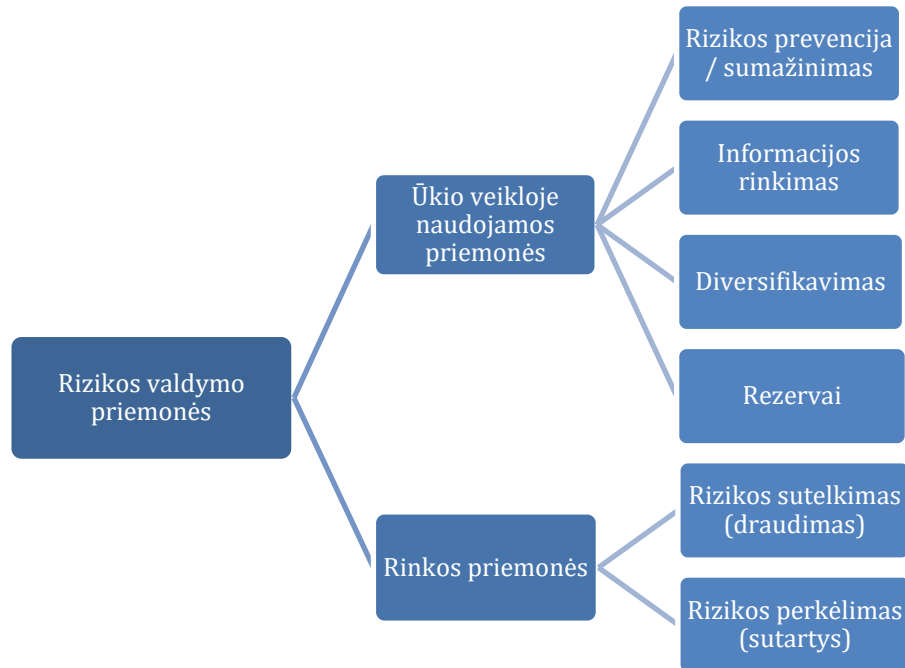 Rizikos valdymo
priemonės
Ūkio veikloje
naudojamos
priemonės
Rizikos prevencija
/ sumažinimas
Informacijos
rinkimas
Diversifikavimas
Rezervai
Rinkos priemonės
Rizikos sutelkimas
(draudimas)
Rizikos perkėlimas
(sutartys)